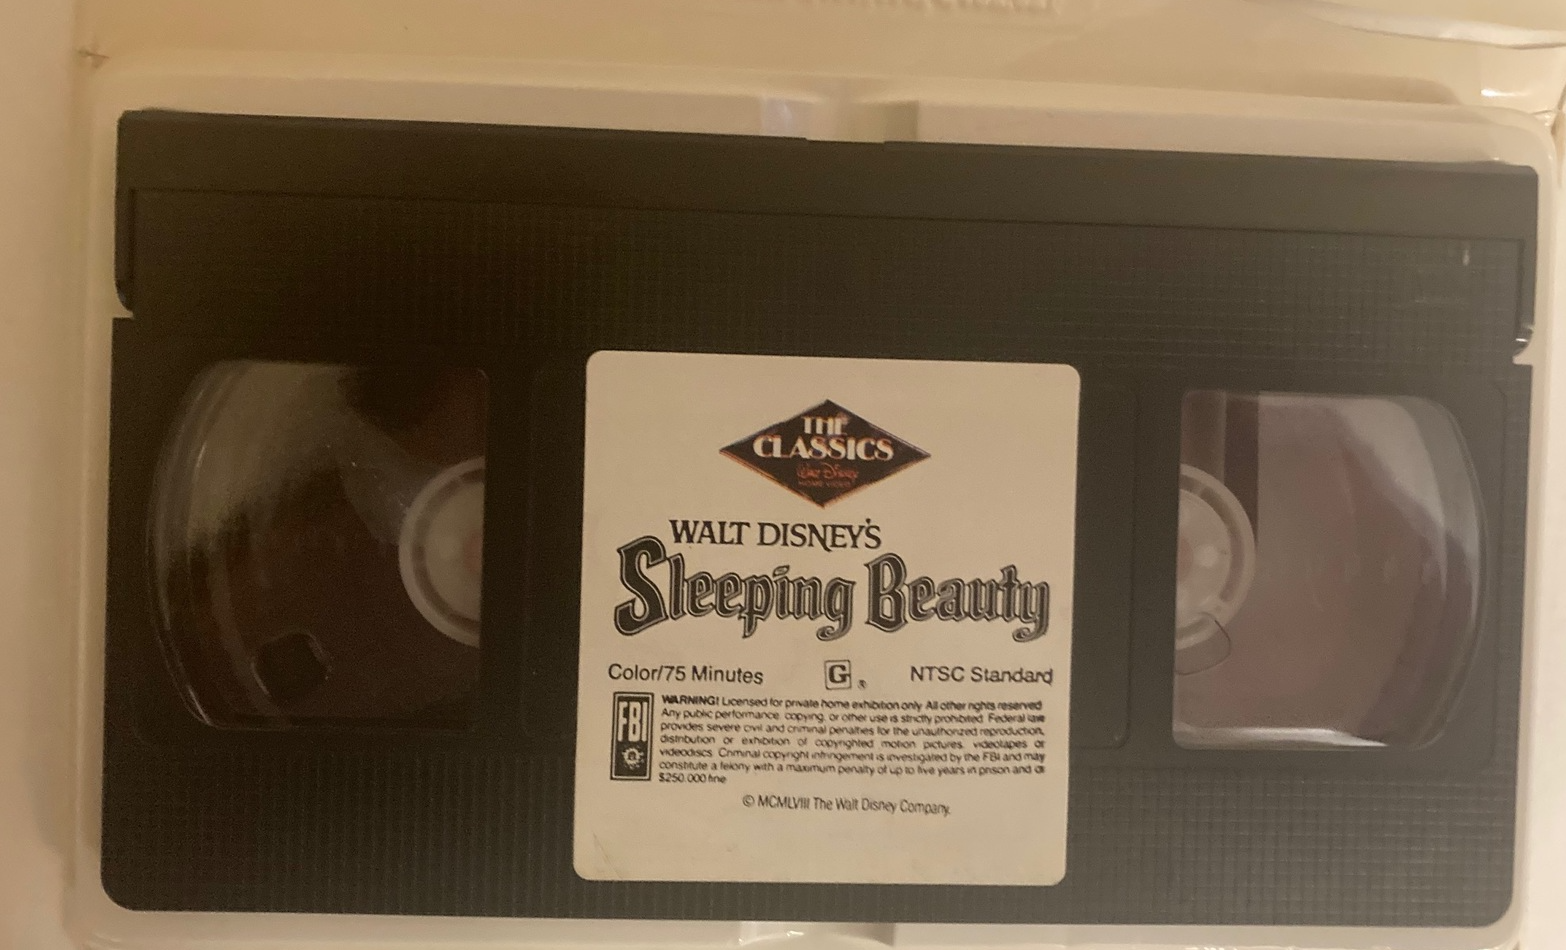 THE
CLASSICS
Walt Disney
HOME VIDEO
WALT DISNEY'S
Sleeping Beauty
Color/75 Minutes G ® NTSC Standard
FBI
WARNING! Licensed for private home exhibition only. All other rights reserved.
Any public performance, copying, or other use is strictly prohibited. Federal law
provides severe civil and criminal penalties for the unauthorized reproduction,
distribution or exhibition of copyrighted motion pictures, videotapes or
videodiscs. Criminal copyright infringement is investigated by the FBI and may
constitute a felony with a maximum penalty of up to five years in prison and or
$250,000 fine
© MCMLVIII The Walt Disney Company.